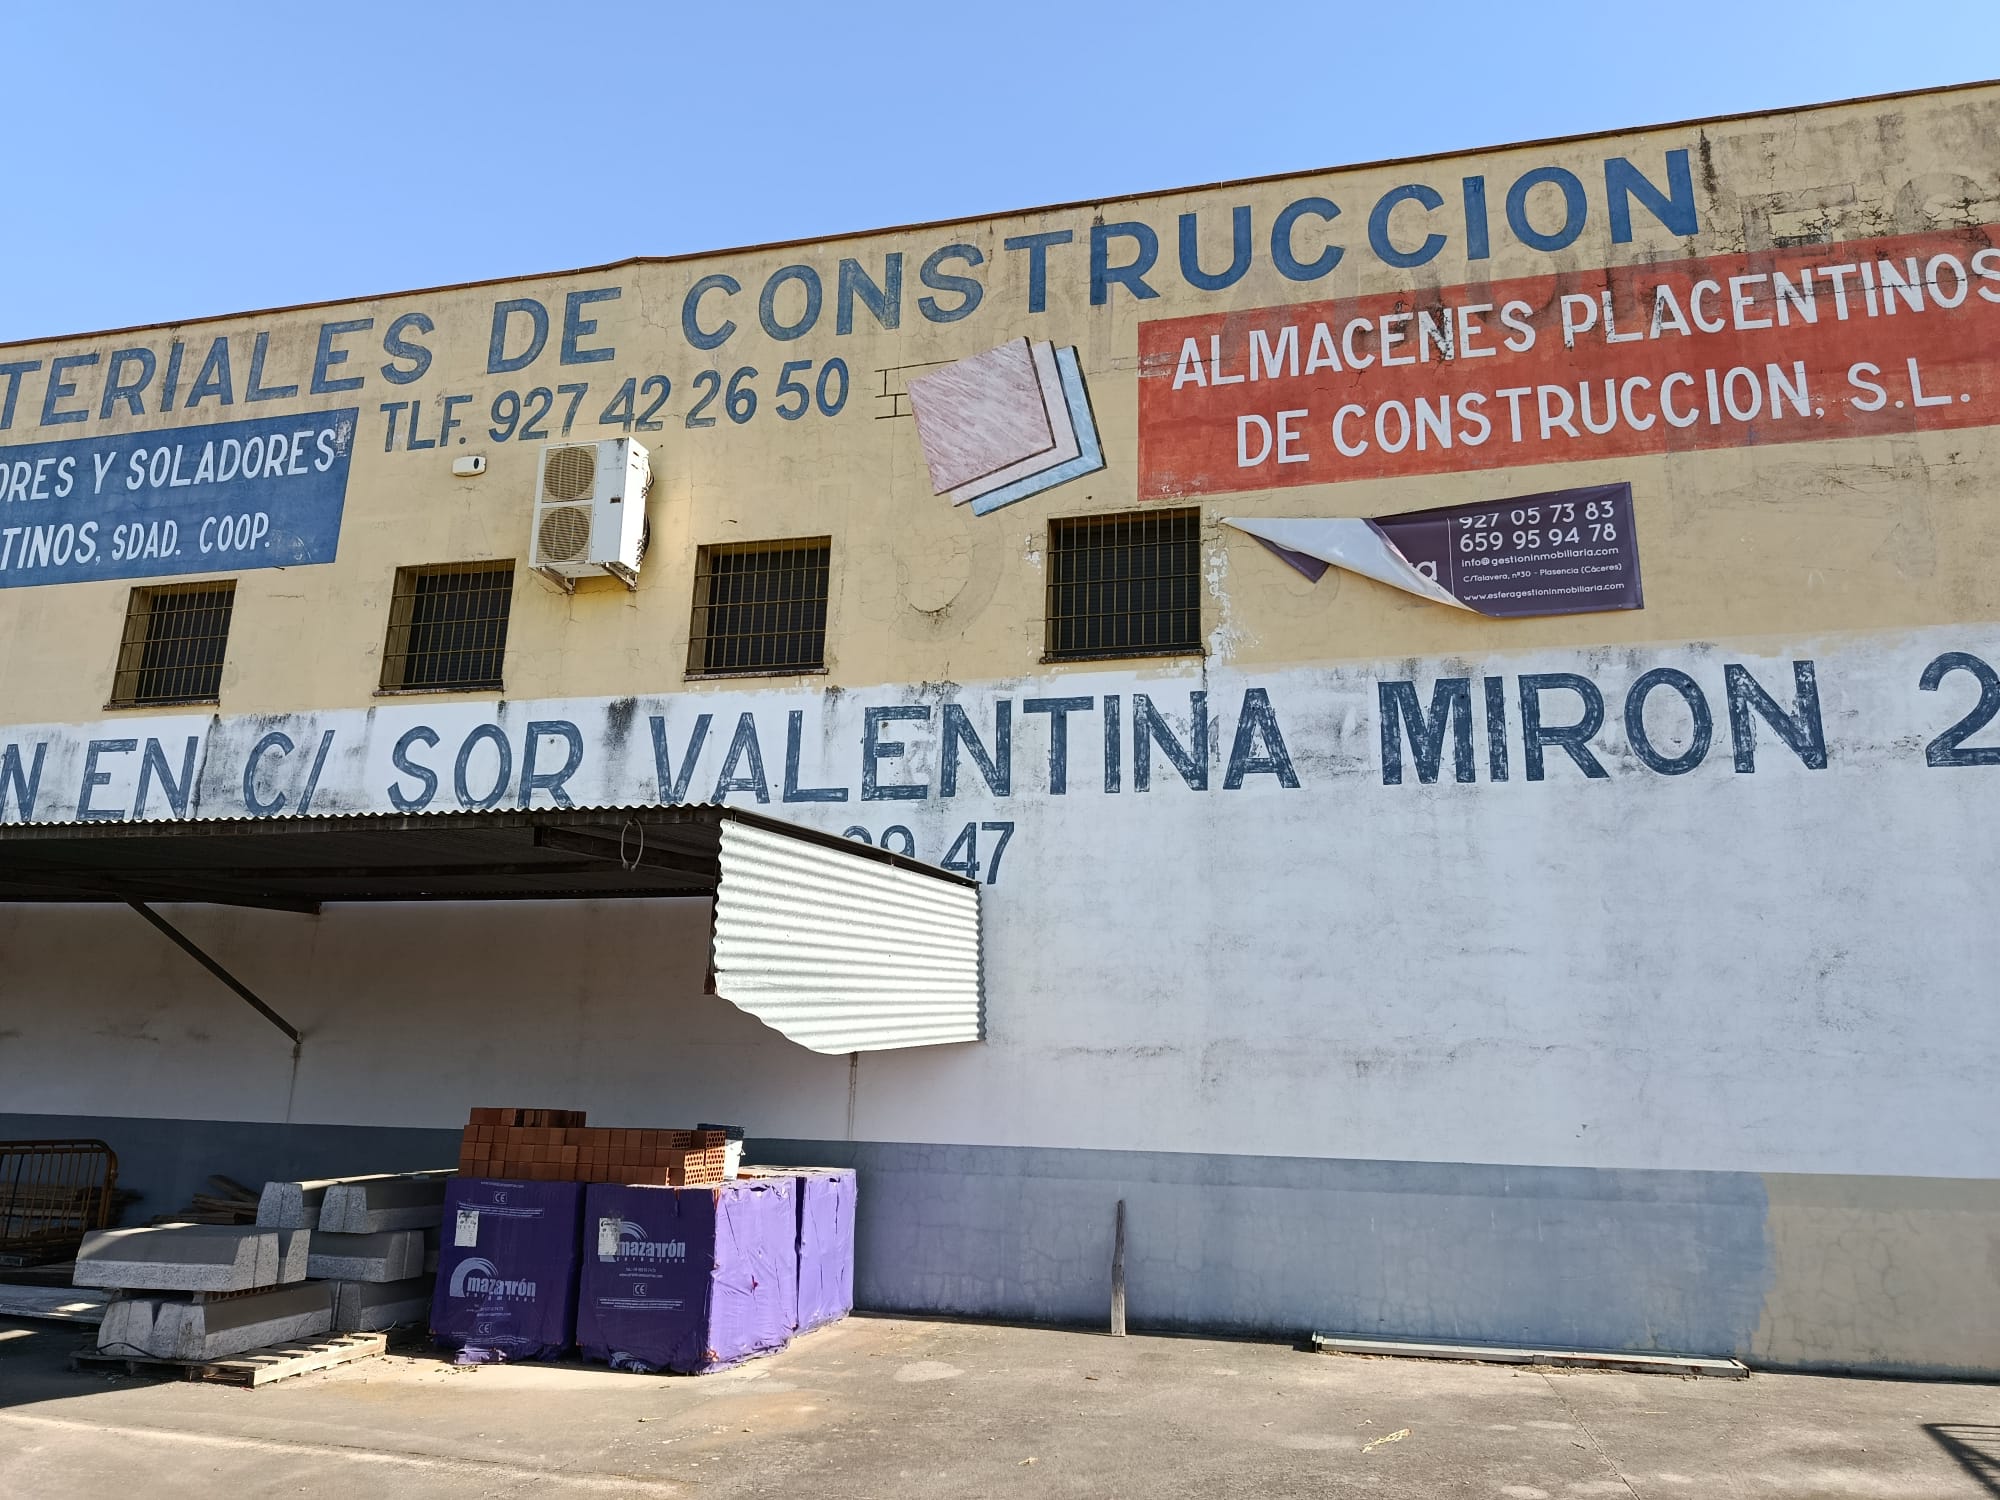 TERIALES DE CONSTRUCCION
TLF. 927 42 26 50
ORES Y SOLADORES
TINOS, SDAD. COOP.
ALMACENES PLACENTINOS
DE CONSTRUCCION, S.L.
927 05 73 83
659 95 94 78
info@gestioninmobiliaria.com
C/Talavera, nº30 - Plasencia (Cáceres)
www.esferagestioninmobiliaria.com
N EN C/ SOR VALENTINA MIRON 2
47
mazarrón
cerámicas
mazarrón
cerámicas